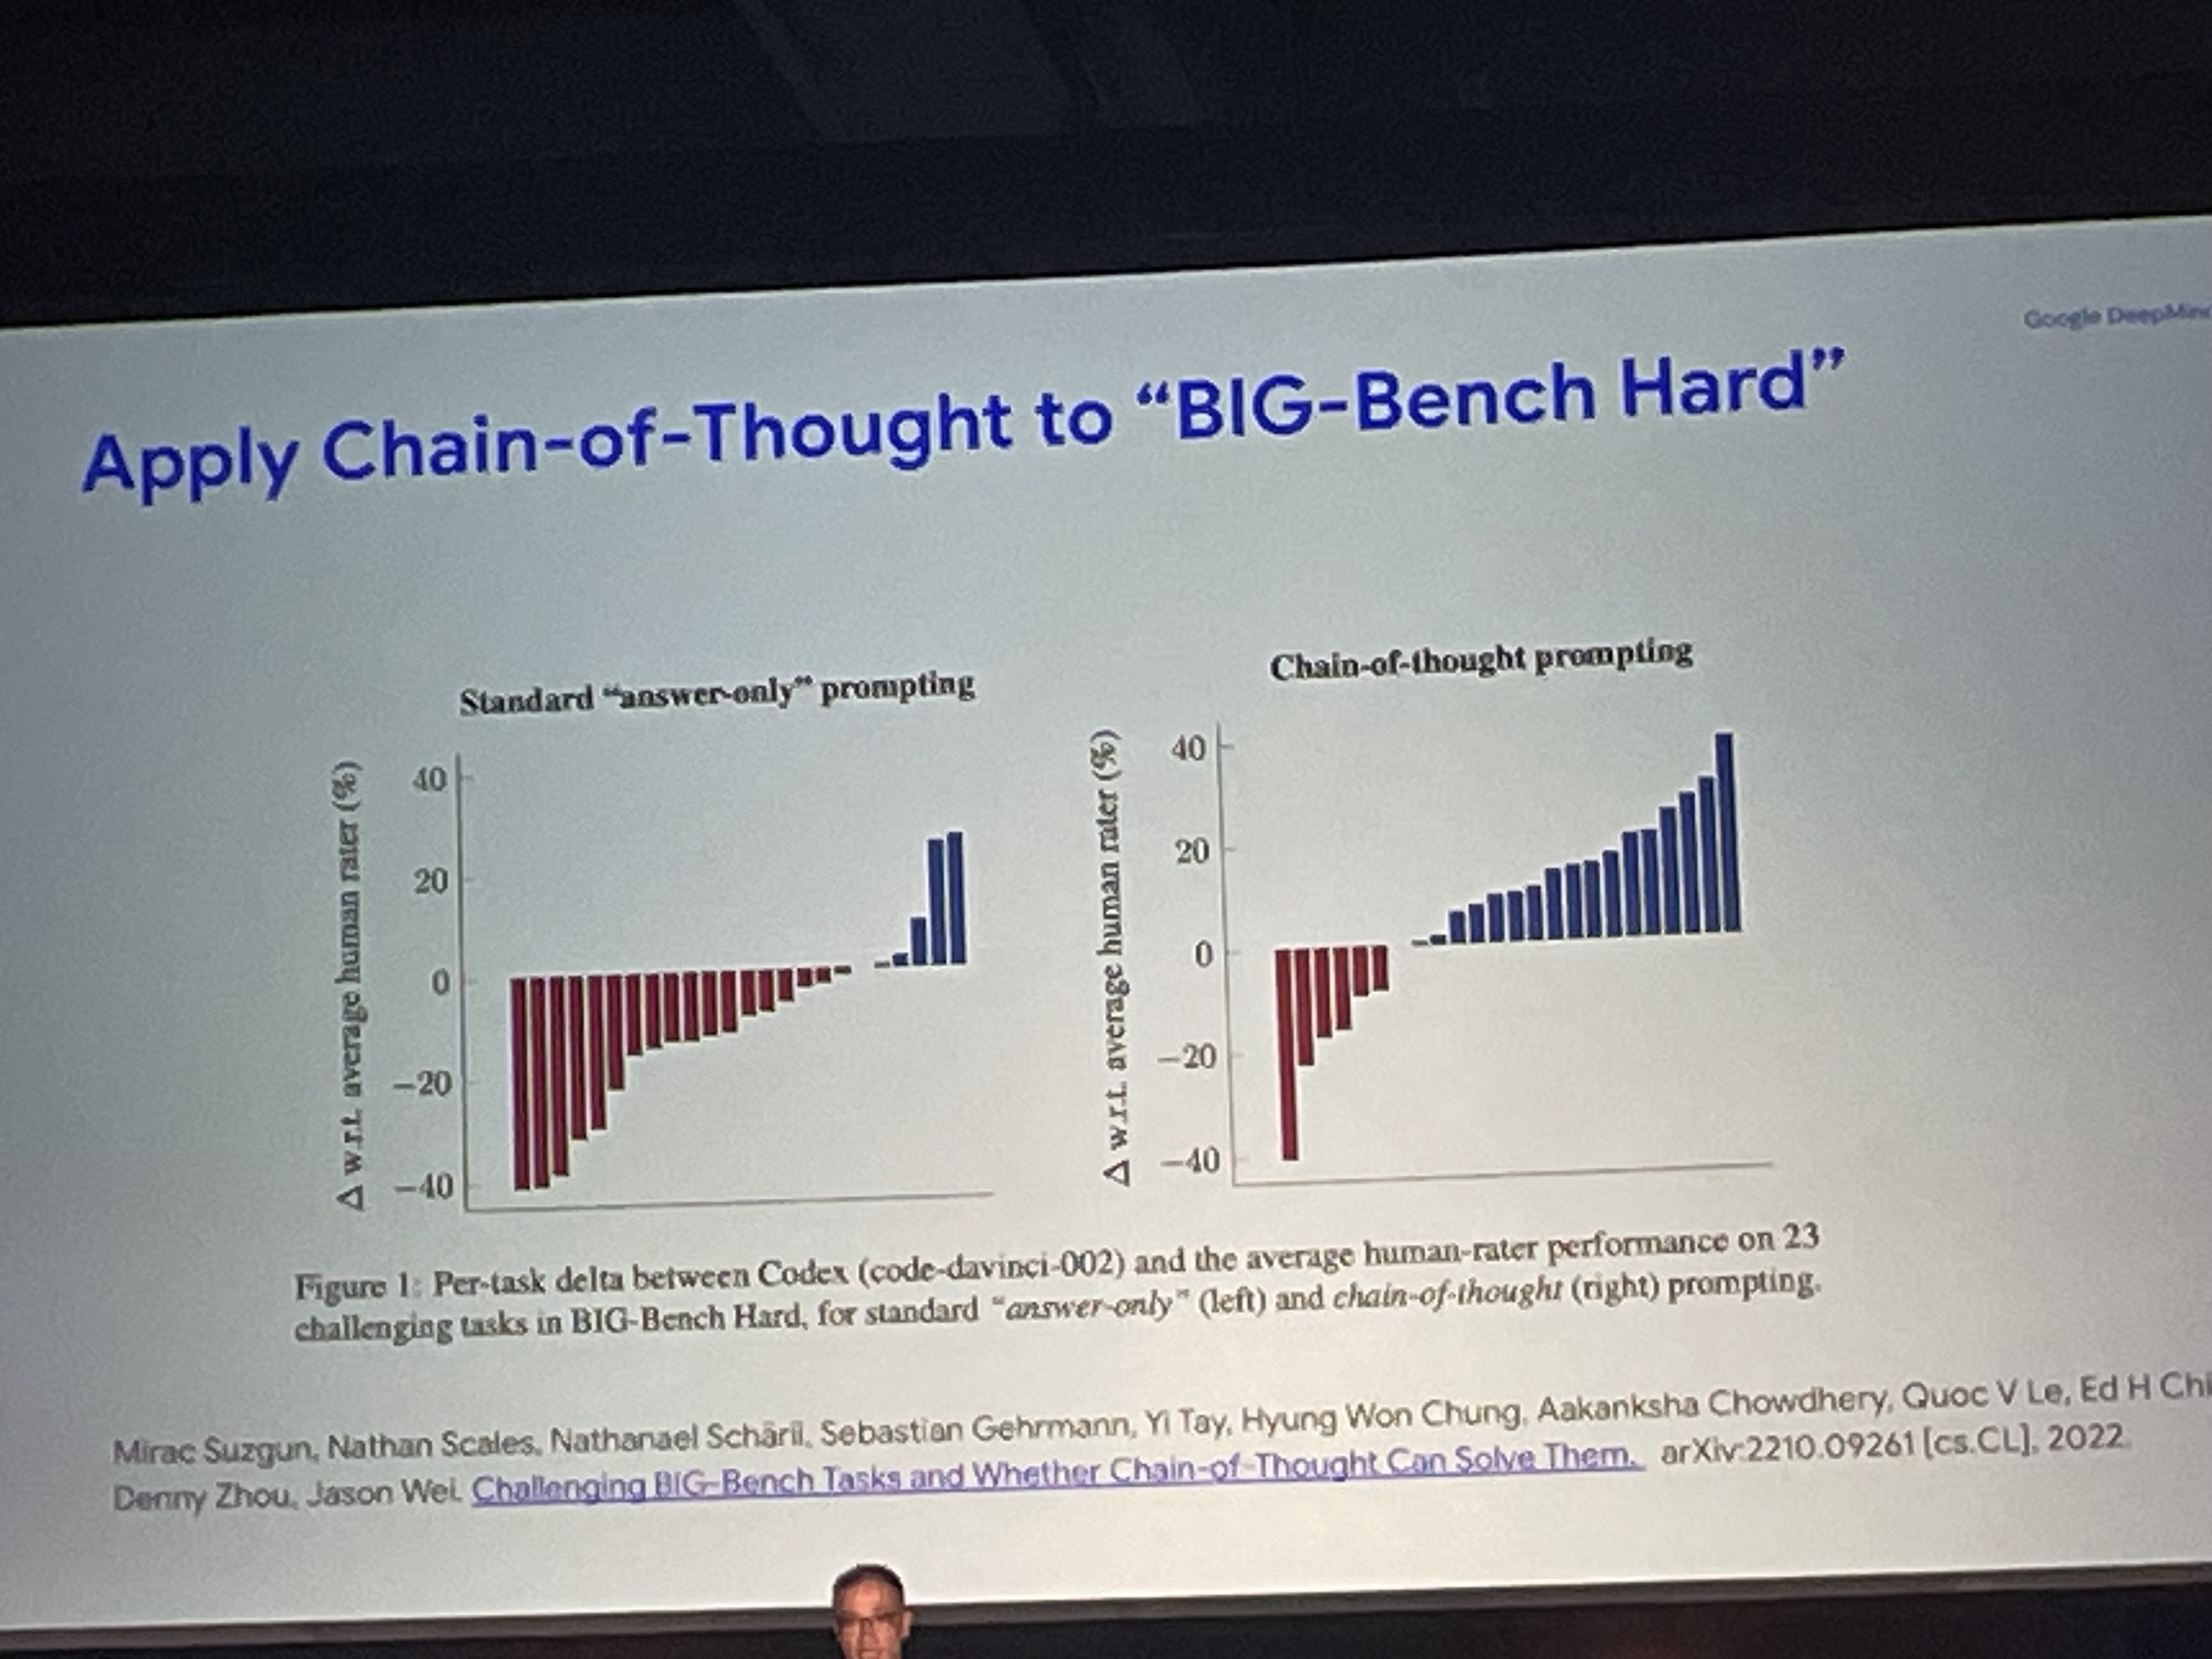 Google DeepMind
Apply Chain-of-Thought to “BIG-Bench Hard”
Standard “answer-only” prompting
Δ w.r.t. average human rater (%)
40
20
0
−20
−40
Chain-of-thought prompting
Δ w.r.t. average human rater (%)
40
20
0
−20
−40
Figure 1: Per-task delta between Codex (code-davinci-002) and the average human-rater performance on 23
challenging tasks in BIG-Bench Hard, for standard “answer-only” (left) and chain-of-thought (right) prompting.
Mirac Suzgun, Nathan Scales, Nathanael Schärli, Sebastian Gehrmann, Yi Tay, Hyung Won Chung, Aakanksha Chowdhery, Quoc V Le, Ed H Chi
Denny Zhou, Jason Wei. Challenging BIG-Bench Tasks and Whether Chain-of-Thought Can Solve Them. arXiv:2210.09261 [cs.CL], 2022.